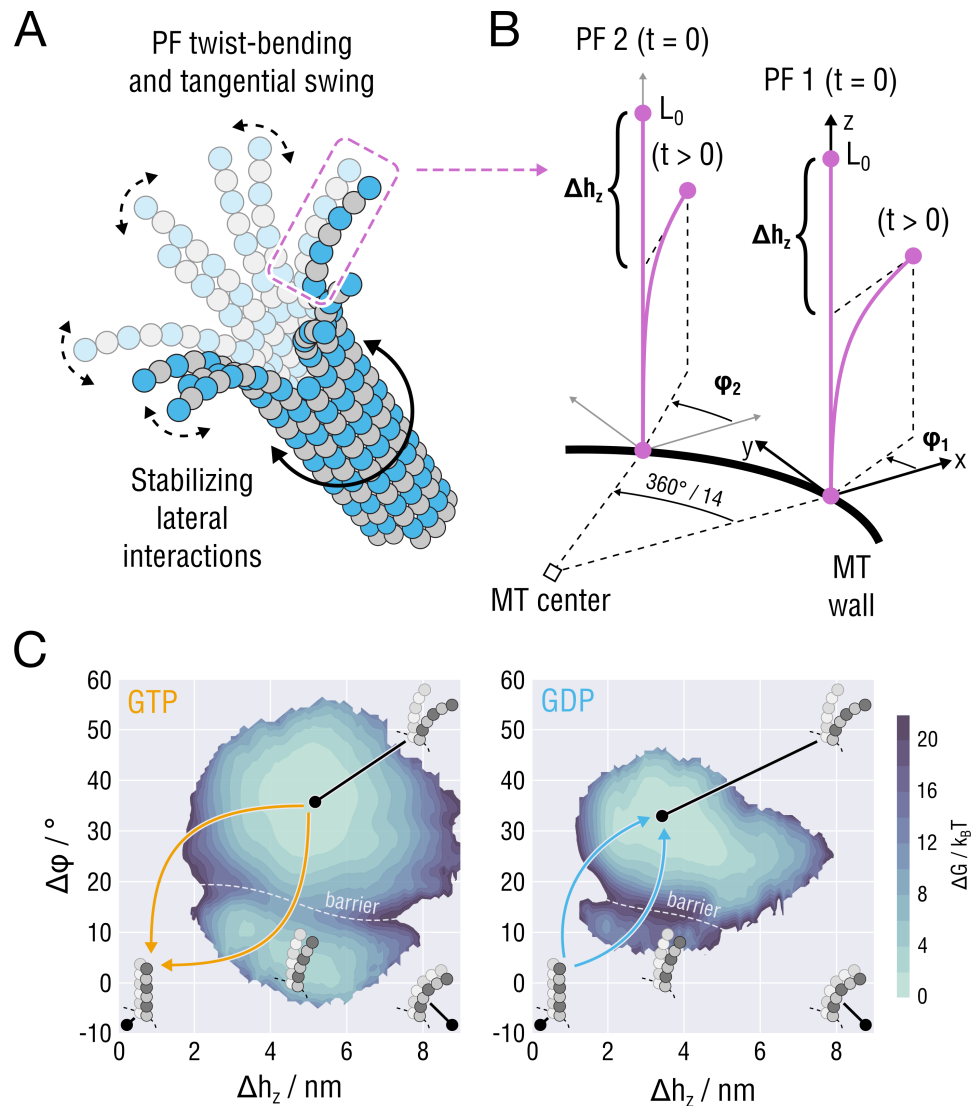 A
PF twist-bending
and tangential swing
Stabilizing
lateral
interactions
B
PF 2 (t = 0)
PF 1 (t = 0)
L₀
z
L₀
(t > 0)
Δhz
(t > 0)
Δhz
φ₂
φ₁
y
x
360° / 14
MT center
MT
wall
C
GTP
60
50
40
30
20
10
0
-10
Δφ / °
barrier
0
2
4
6
8
Δhz / nm
GDP
60
50
40
30
20
10
0
-10
barrier
0
2
4
6
8
Δhz / nm
20
16
12
8
4
0
ΔG / kBT